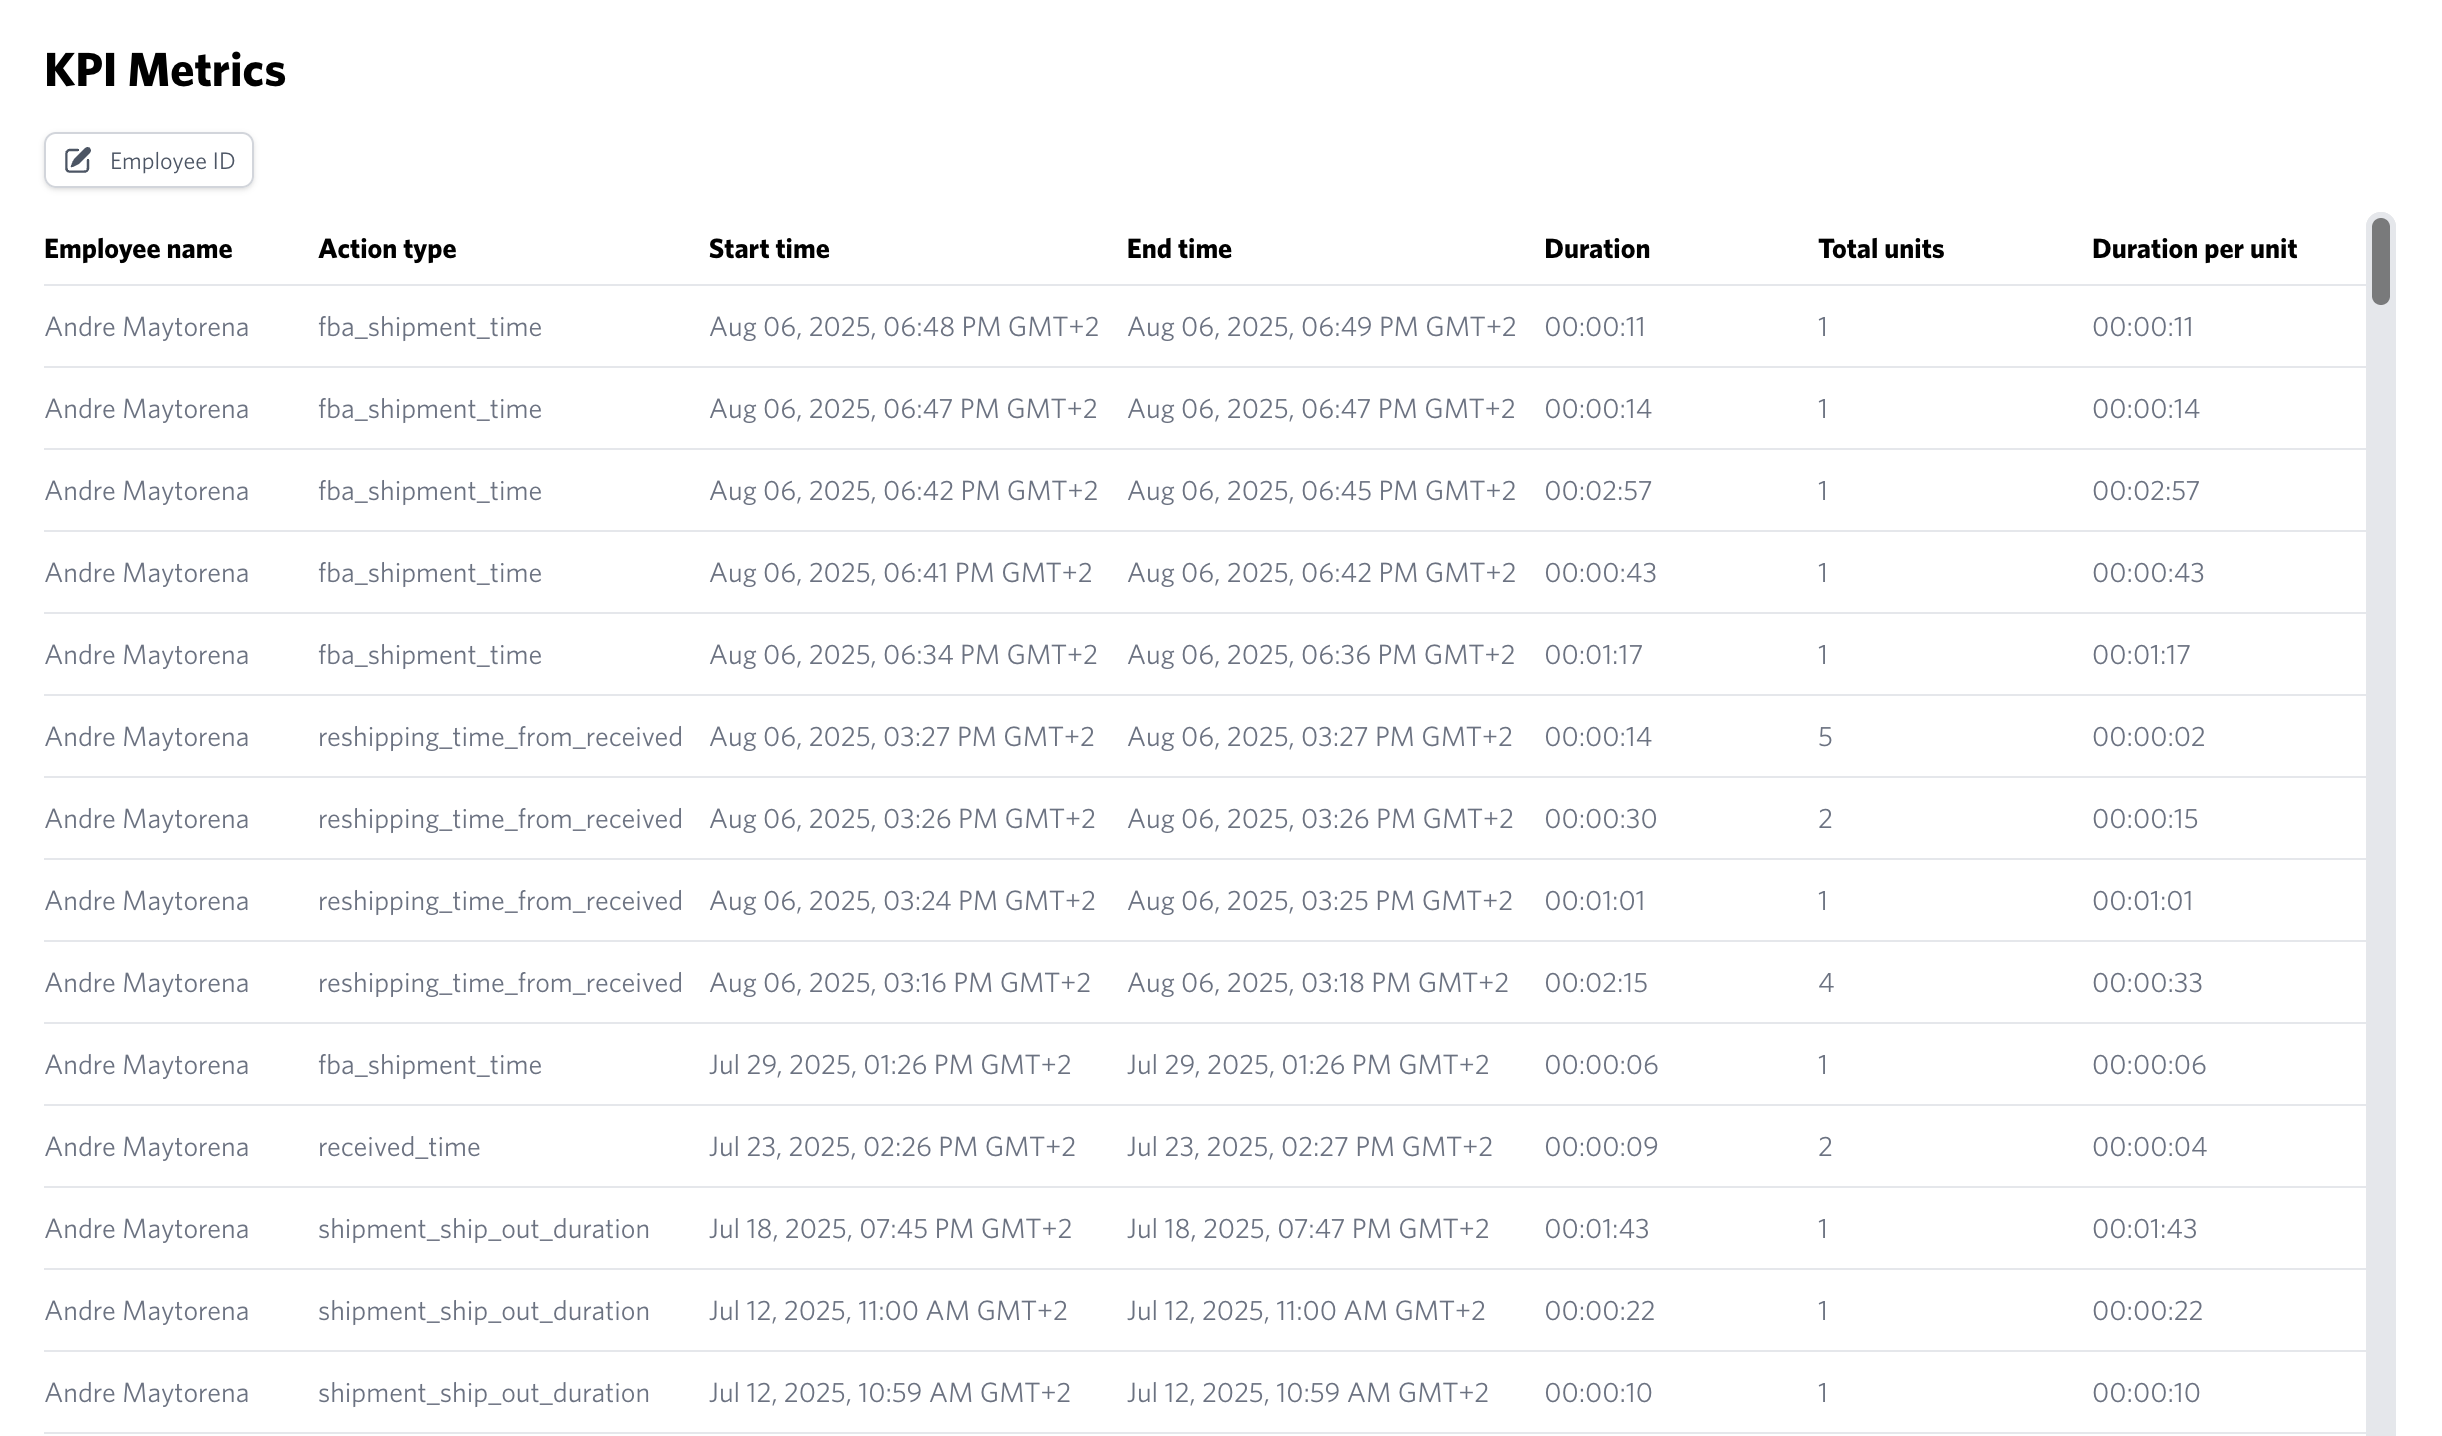 KPI Metrics
Employee ID
Employee name Action type Start time End time Duration Total units Duration per unit
Andre Maytorena fba_shipment_time Aug 06, 2025, 06:48 PM GMT+2 Aug 06, 2025, 06:49 PM GMT+2 00:00:11 1 00:00:11
Andre Maytorena fba_shipment_time Aug 06, 2025, 06:47 PM GMT+2 Aug 06, 2025, 06:47 PM GMT+2 00:00:14 1 00:00:14
Andre Maytorena fba_shipment_time Aug 06, 2025, 06:42 PM GMT+2 Aug 06, 2025, 06:45 PM GMT+2 00:02:57 1 00:02:57
Andre Maytorena fba_shipment_time Aug 06, 2025, 06:41 PM GMT+2 Aug 06, 2025, 06:42 PM GMT+2 00:00:43 1 00:00:43
Andre Maytorena fba_shipment_time Aug 06, 2025, 06:34 PM GMT+2 Aug 06, 2025, 06:36 PM GMT+2 00:01:17 1 00:01:17
Andre Maytorena reshipping_time_from_received Aug 06, 2025, 03:27 PM GMT+2 Aug 06, 2025, 03:27 PM GMT+2 00:00:14 5 00:00:02
Andre Maytorena reshipping_time_from_received Aug 06, 2025, 03:26 PM GMT+2 Aug 06, 2025, 03:26 PM GMT+2 00:00:30 2 00:00:15
Andre Maytorena reshipping_time_from_received Aug 06, 2025, 03:24 PM GMT+2 Aug 06, 2025, 03:25 PM GMT+2 00:01:01 1 00:01:01
Andre Maytorena reshipping_time_from_received Aug 06, 2025, 03:16 PM GMT+2 Aug 06, 2025, 03:18 PM GMT+2 00:02:15 4 00:00:33
Andre Maytorena fba_shipment_time Jul 29, 2025, 01:26 PM GMT+2 Jul 29, 2025, 01:26 PM GMT+2 00:00:06 1 00:00:06
Andre Maytorena received_time Jul 23, 2025, 02:26 PM GMT+2 Jul 23, 2025, 02:27 PM GMT+2 00:00:09 2 00:00:04
Andre Maytorena shipment_ship_out_duration Jul 18, 2025, 07:45 PM GMT+2 Jul 18, 2025, 07:47 PM GMT+2 00:01:43 1 00:01:43
Andre Maytorena shipment_ship_out_duration Jul 12, 2025, 11:00 AM GMT+2 Jul 12, 2025, 11:00 AM GMT+2 00:00:22 1 00:00:22
Andre Maytorena shipment_ship_out_duration Jul 12, 2025, 10:59 AM GMT+2 Jul 12, 2025, 10:59 AM GMT+2 00:00:10 1 00:00:10